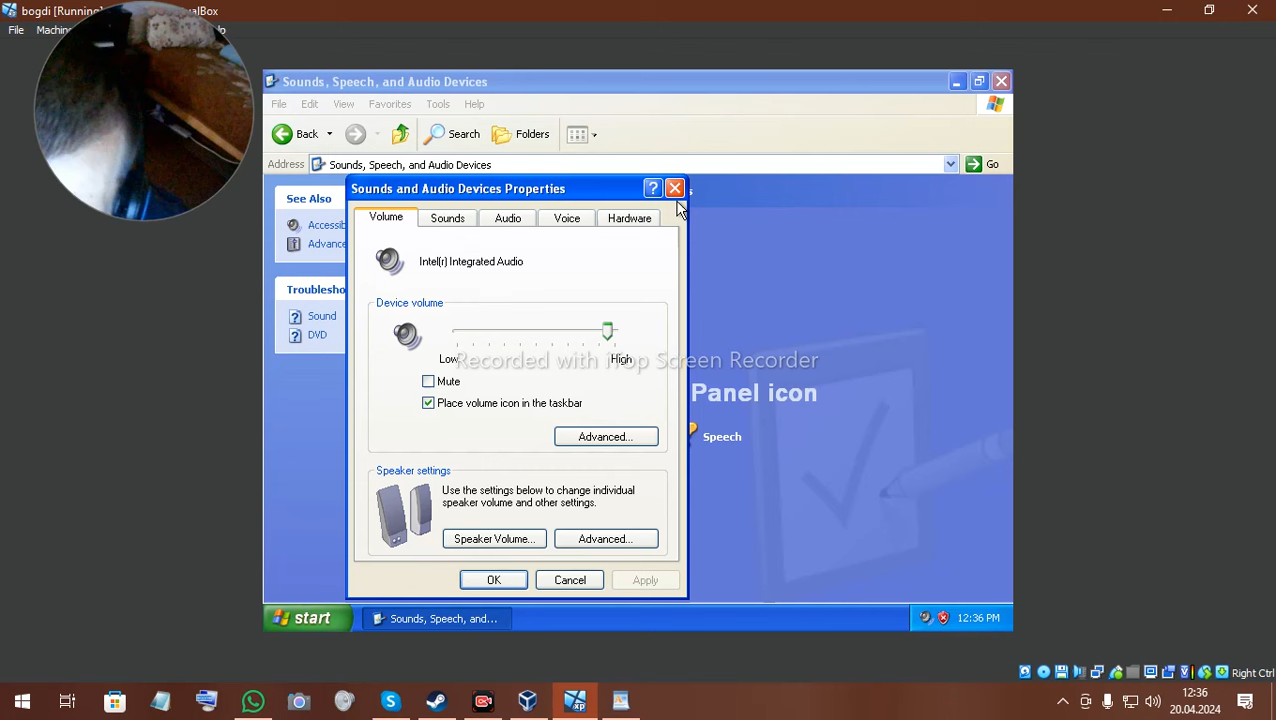 bogdi [Running]
File
Sounds, Speech, and Audio Devices
File Edit View Favorites Tools Help
Back Search Folders
Address Sounds, Speech, and Audio Devices Go
Sounds and Audio Devices Properties
See Also
Volume Sounds Audio Voice Hardware
Intel(r) Integrated Audio
Troublesho
Device volume
Sound
DVD
Low High
Recorded with iTop Screen Recorder
Mute
Panel icon
Place volume icon in the taskbar
Advanced...
Speech
Speaker settings
Use the settings below to change individual
speaker volume and other settings.
Speaker Volume... Advanced...
OK Cancel Apply
start Sounds, Speech, and... 12:36 PM
Right Ctrl
12:36
20.04.2024